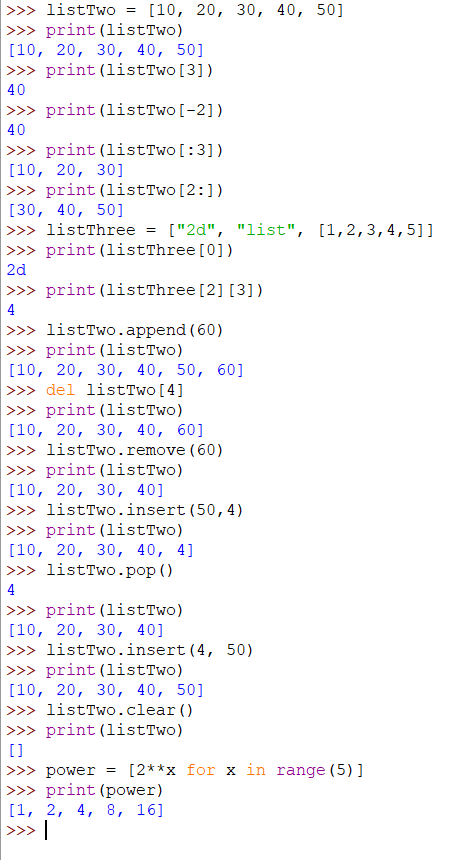 >>> listTwo = [10, 20, 30, 40, 50]
>>> print(listTwo)
[10, 20, 30, 40, 50]
>>> print(listTwo[3])
40
>>> print(listTwo[-2])
40
>>> print(listTwo[:3])
[10, 20, 30]
>>> print(listTwo[2:])
[30, 40, 50]
>>> listThree = ["2d", "list", [1,2,3,4,5]]
>>> print(listThree[0])
2d
>>> print(listThree[2][3])
4
>>> listTwo.append(60)
>>> print(listTwo)
[10, 20, 30, 40, 50, 60]
>>> del listTwo[4]
>>> print(listTwo)
[10, 20, 30, 40, 60]
>>> listTwo.remove(60)
>>> print(listTwo)
[10, 20, 30, 40]
>>> listTwo.insert(50,4)
>>> print(listTwo)
[10, 20, 30, 40, 4]
>>> listTwo.pop()
4
>>> print(listTwo)
[10, 20, 30, 40]
>>> listTwo.insert(4, 50)
>>> print(listTwo)
[10, 20, 30, 40, 50]
>>> listTwo.clear()
>>> print(listTwo)
[]
>>> power = [2**x for x in range(5)]
>>> print(power)
[1, 2, 4, 8, 16]
>>>